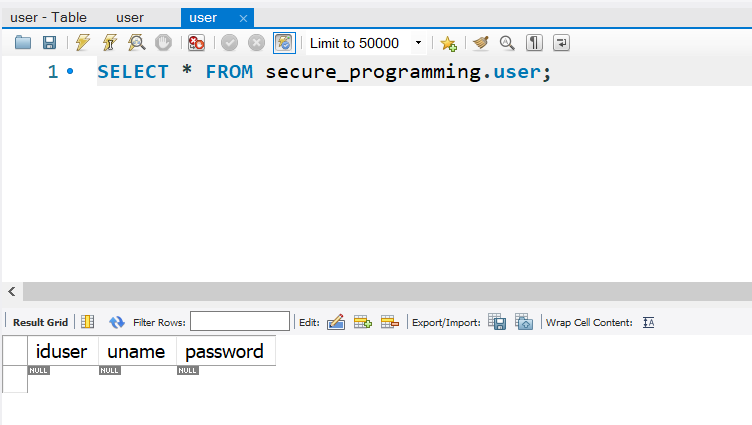 user - Table user user ×
Limit to 50000
1 SELECT * FROM secure_programming.user;
Result Grid Filter Rows: Edit: Export/Import: Wrap Cell Content:
iduser uname password
NULL NULL NULL